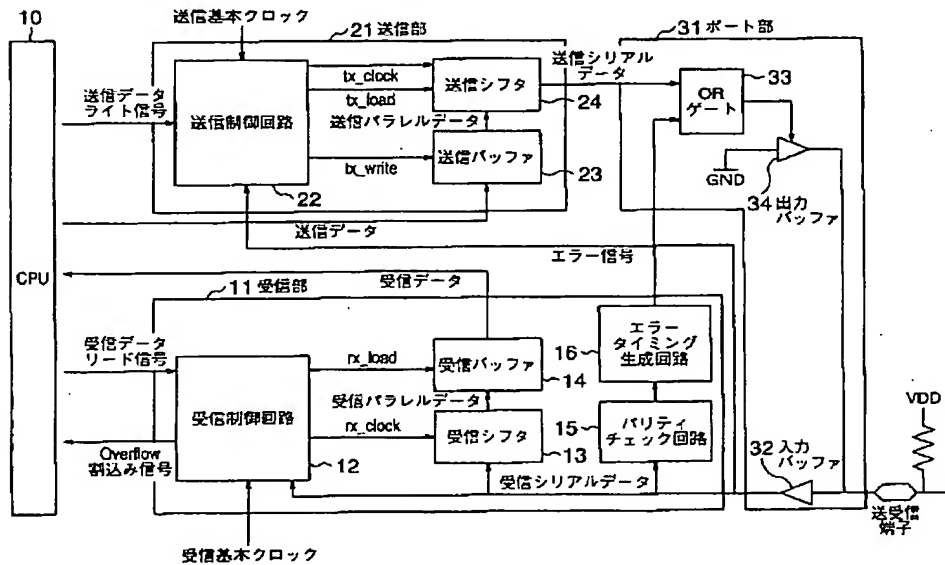 10
送信基本クロック
21 送信部
31 ポート部
送信シリアル
データ
33
tx_clock
送信シフタ
OR
ゲート
送信データ
ライト信号
tx_load
24
送信制御回路
送信パラレルデータ
送信バッファ
tx_write
23
GND
22
34 出力
バッファ
送信データ
エラー信号
CPU
受信データ
11 受信部
エラー
タイミング
生成回路
16
受信データ
リード信号
rx_load
受信バッファ
14
受信制御回路
受信パラレルデータ
VDD
rx_clock
受信シフタ
15
パリティ
チェック回路
13
32 入力
バッファ
Overflow
割込み信号
12
受信シリアルデータ
送受信
端子
受信基本クロック